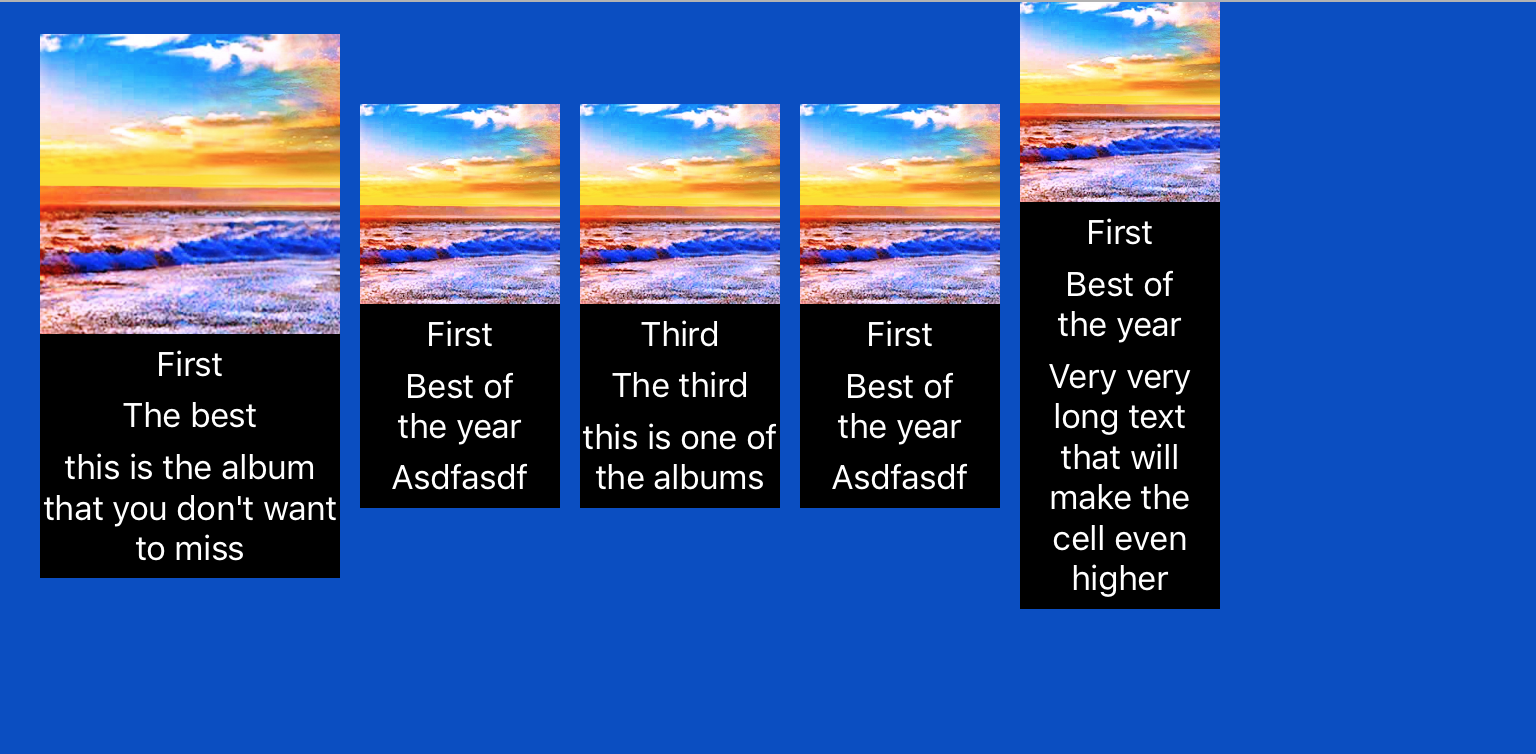 First
The best
this is the album
that you don't want
to miss
First
Best of
the year
Asdfasdf
Third
The third
this is one of
the albums
First
Best of
the year
Asdfasdf
First
Best of
the year
Very very
long text
that will
make the
cell even
higher